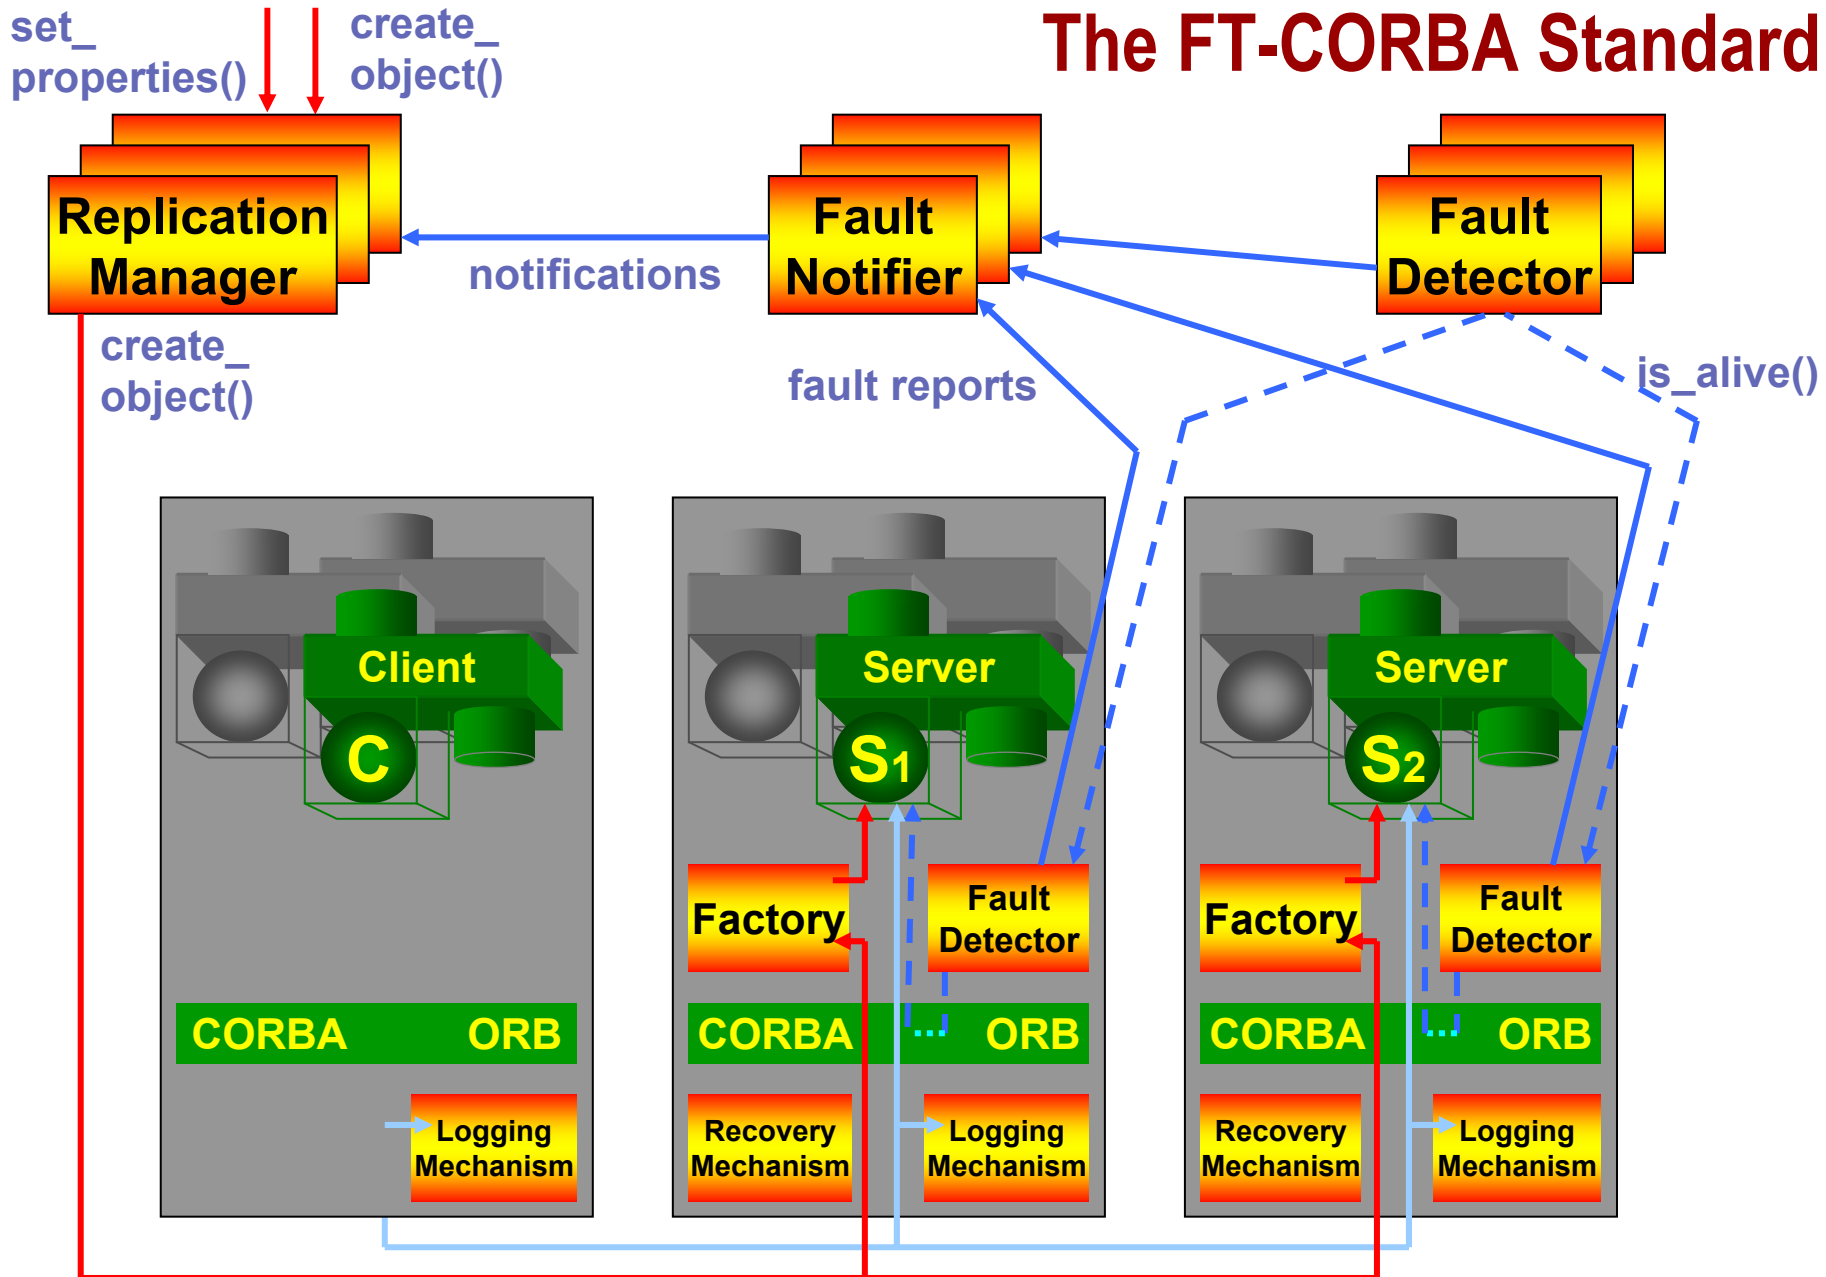 The FT-CORBA Standard
set_
properties()
create_
object()
Replication
Manager
notifications
Fault
Notifier
Fault
Detector
create_
object()
fault reports
is_alive()
Client
C
Server
S1
Server
S2
Factory
Fault
Detector
Factory
Fault
Detector
CORBA ORB
CORBA ORB
CORBA ORB
Logging
Mechanism
Recovery
Mechanism
Logging
Mechanism
Recovery
Mechanism
Logging
Mechanism